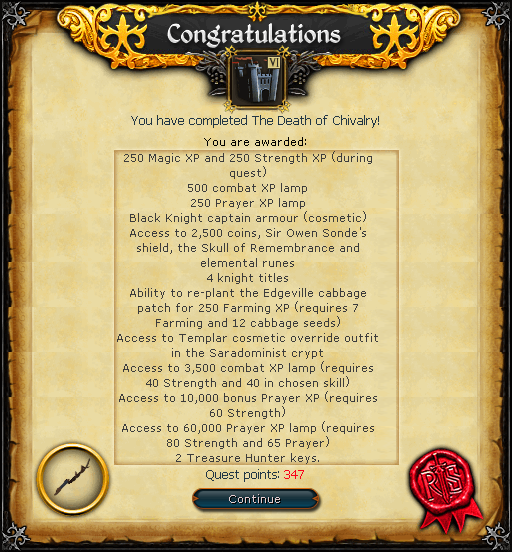 Congratulations
VI
You have completed The Death of Chivalry!
You are awarded:
250 Magic XP and 250 Strength XP (during
quest)
500 combat XP lamp
250 Prayer XP lamp
Black Knight captain armour (cosmetic)
Access to 2,500 coins, Sir Owen Sonde's
shield, the Skull of Remembrance and
elemental runes
4 knight titles
Ability to re-plant the Edgeville cabbage
patch for 250 Farming XP (requires 7
Farming and 12 cabbage seeds)
Access to Templar cosmetic override outfit
in the Saradominist crypt
Access to 3,500 combat XP lamp (requires
40 Strength and 40 in chosen skill)
Access to 10,000 bonus Prayer XP (requires
60 Strength)
Access to 60,000 Prayer XP lamp (requires
80 Strength and 65 Prayer)
2 Treasure Hunter keys.
Quest points: 347
Continue